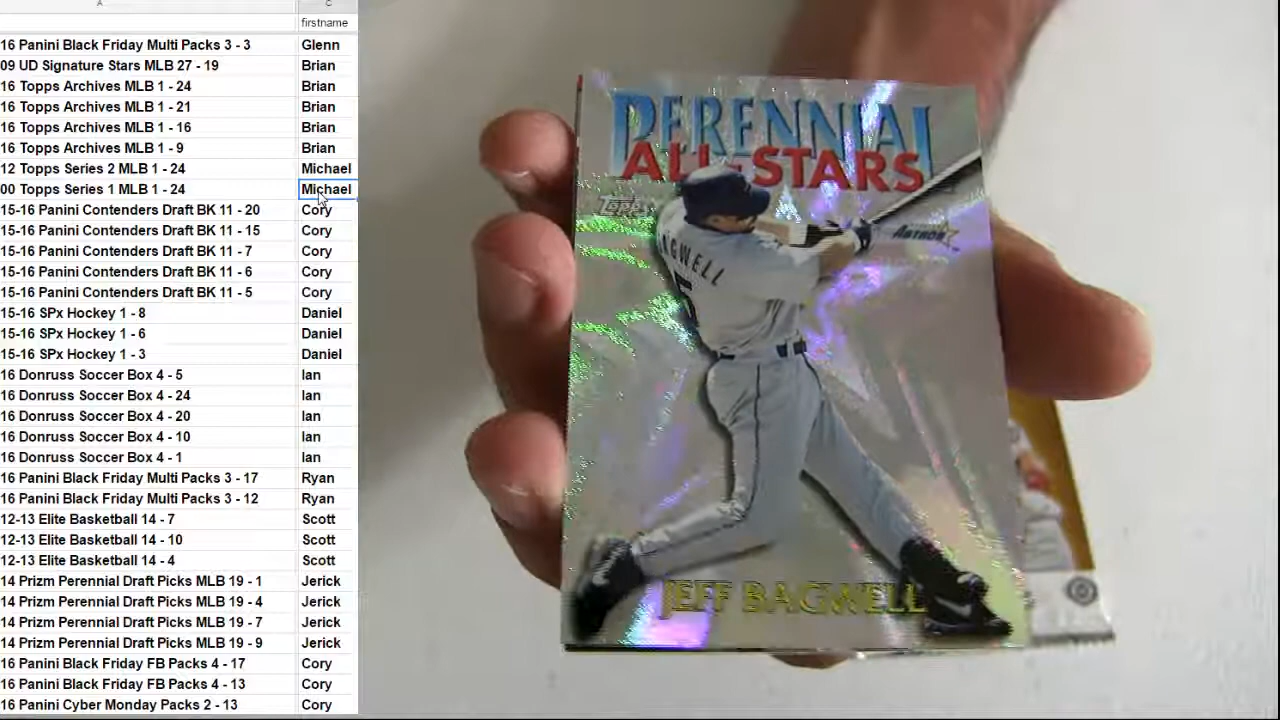 A C
firstname
16 Panini Black Friday Multi Packs 3 - 3 Glenn
09 UD Signature Stars MLB 27 - 19 Brian
16 Topps Archives MLB 1 - 24 Brian
16 Topps Archives MLB 1 - 21 Brian
16 Topps Archives MLB 1 - 16 Brian
16 Topps Archives MLB 1 - 9 Brian
12 Topps Series 2 MLB 1 - 24 Michael
00 Topps Series 1 MLB 1 - 24 Michael
15-16 Panini Contenders Draft BK 11 - 20 Cory
15-16 Panini Contenders Draft BK 11 - 15 Cory
15-16 Panini Contenders Draft BK 11 - 7 Cory
15-16 Panini Contenders Draft BK 11 - 6 Cory
15-16 Panini Contenders Draft BK 11 - 5 Cory
15-16 SPx Hockey 1 - 8 Daniel
15-16 SPx Hockey 1 - 6 Daniel
15-16 SPx Hockey 1 - 3 Daniel
16 Donruss Soccer Box 4 - 5 Ian
16 Donruss Soccer Box 4 - 24 Ian
16 Donruss Soccer Box 4 - 20 Ian
16 Donruss Soccer Box 4 - 10 Ian
16 Donruss Soccer Box 4 - 1 Ian
16 Panini Black Friday Multi Packs 3 - 17 Ryan
16 Panini Black Friday Multi Packs 3 - 12 Ryan
12-13 Elite Basketball 14 - 7 Scott
12-13 Elite Basketball 14 - 10 Scott
12-13 Elite Basketball 14 - 4 Scott
14 Prizm Perennial Draft Picks MLB 19 - 1 Jerick
14 Prizm Perennial Draft Picks MLB 19 - 4 Jerick
14 Prizm Perennial Draft Picks MLB 19 - 7 Jerick
14 Prizm Perennial Draft Picks MLB 19 - 9 Jerick
16 Panini Black Friday FB Packs 4 - 17 Cory
16 Panini Black Friday FB Packs 4 - 13 Cory
16 Panini Cyber Monday Packs 2 - 13 Cory
PERENNIAL
ALL-STARS
Topps
ASTROS
AGWELL
5
JEFF BAGWELL